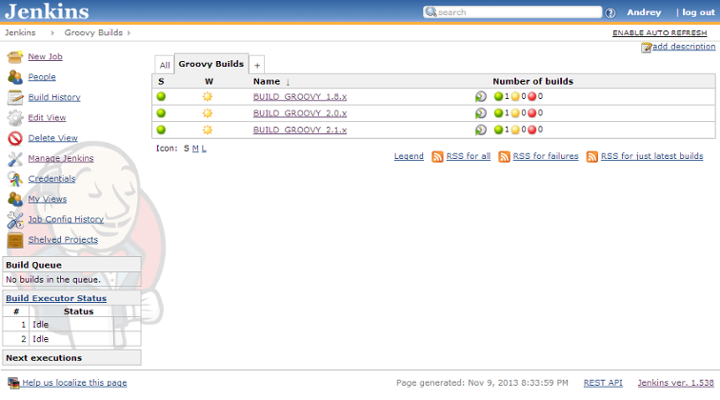 Jenkins
search
Andrey | log out
Jenkins › Groovy Builds ›
ENABLE AUTO REFRESH
add description
New Job
People
Build History
Edit View
Delete View
Manage Jenkins
Credentials
My Views
Job Config History
Shelved Projects
Build Queue
No builds in the queue.
Build Executor Status
# Status
1 Idle
2 Idle
Next executions
All Groovy Builds +
S W Name ↓ Number of builds
BUILD_GROOVY_1.8.x 1 0 0
BUILD_GROOVY_2.0.x 1 0 0
BUILD_GROOVY_2.1.x 1 0 0
Icon: S M L
Legend RSS for all RSS for failures RSS for just latest builds
Help us localize this page
Page generated: Nov 9, 2013 8:33:59 PM REST API Jenkins ver. 1.538